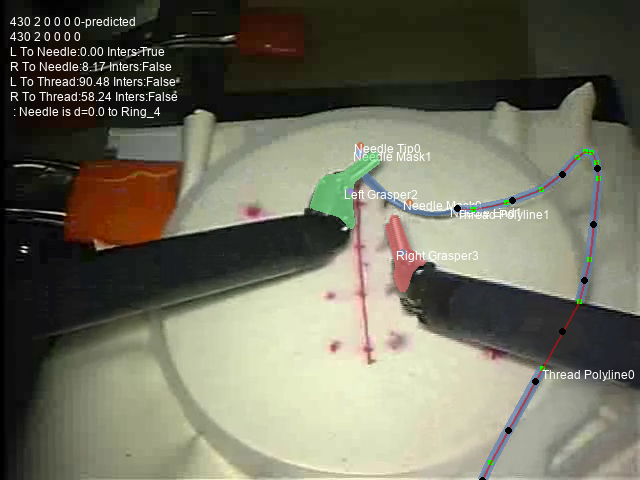 430 2 0 0 0 0-predicted
430 2 0 0 0 0
L To Needle:0.00 Inters:True
R To Needle:8.17 Inters:False
L To Thread:90.48 Inters:False
R To Thread:58.24 Inters:False
: Needle is d=0.0 to Ring_4
Needle Tip0
Needle Mask1
Left Grasper2
Needle Mask0
Thread Polyline1
Right Grasper3
Thread Polyline0